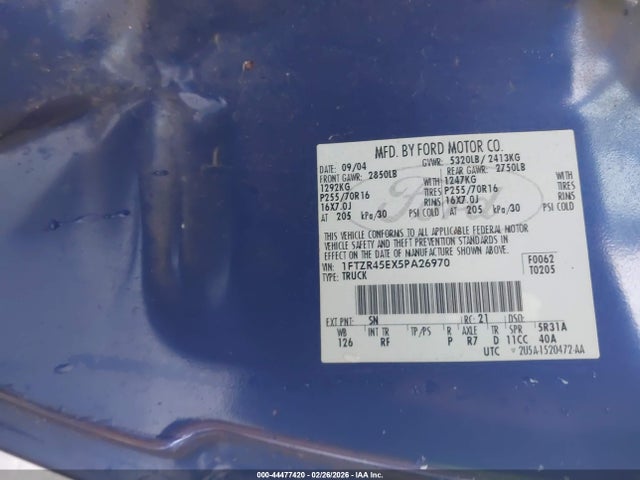 MFD. BY FORD MOTOR CO.
DATE: 09/04 GVWR: 5320LB/ 2413KG
FRONT GAWR: 2850LB REAR GAWR: 2750LB
1292KG WITH 1247KG WITH
P255/70R16 TIRES P255/70R16 TIRES
16X7.0J RIMS 16X7.0J RIMS
AT 205 kPa/30 PSI COLD AT 205 kPa/30 PSI COLD
Ford
THIS VEHICLE CONFORMS TO ALL APPLICABLE FEDERAL MOTOR
VEHICLE SAFETY AND THEFT PREVENTION STANDARDS IN
EFFECT ON THE DATE OF MANUFACTURE SHOWN ABOVE.
VIN: 1FTZR45EX5PA26970 F0062
TYPE: TRUCK T0205
EXT PNT: SN RC: 21 DSO:
WB INT TR TP/PS R AXLE TR SPR 5R31A
126 RF P R7 D 11CC 40A
UTC 2U5A-1520472-AA
000-44477420 - 02/26/2026 - IAA Inc.